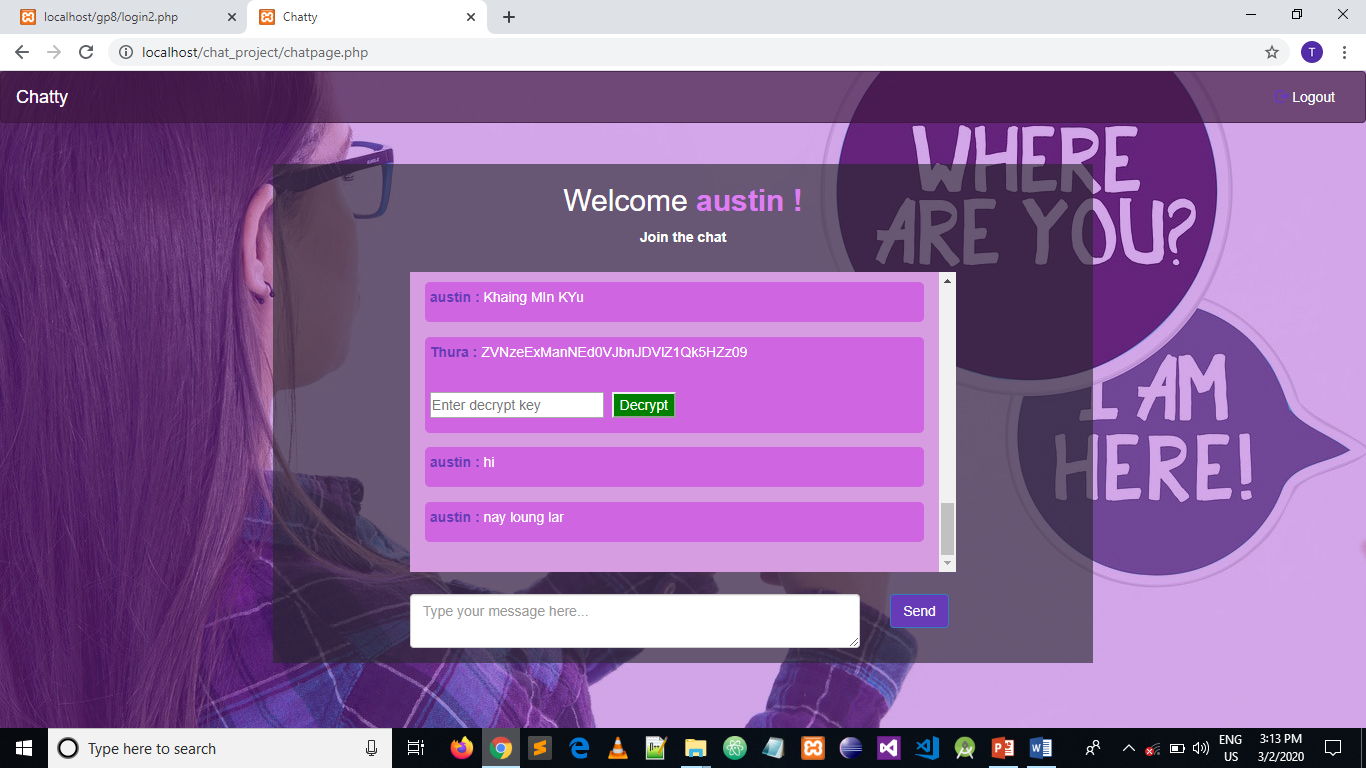 localhost/gp8/login2.php
Chatty
localhost/chat_project/chatpage.php
T
Chatty
Logout
WHERE
ARE YOU?
Welcome austin !
Join the chat
austin : Khaing MIn KYu
Thura : ZVNzeExManNEd0VJbnJDVlZ1Qk5HZz09
I AM
HERE!
Enter decrypt key
Decrypt
austin : hi
austin : nay loung lar
Type your message here...
Send
Type here to search
ENG
US
3:13 PM
3/2/2020